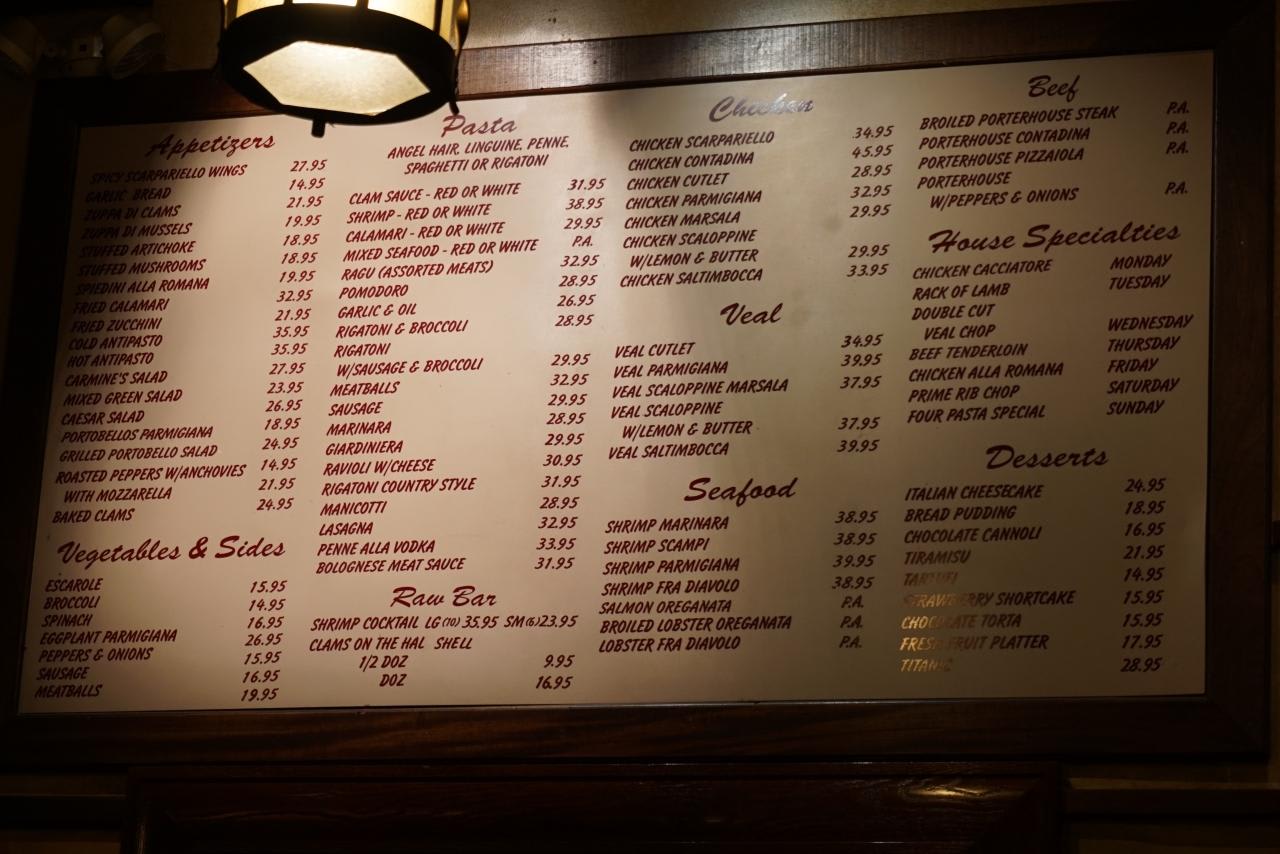 Appetizers
SPICY SCARPARIELLO WINGS 27.95
GARLIC BREAD 14.95
ZUPPA DI CLAMS 21.95
ZUPPA DI MUSSELS 19.95
STUFFED ARTICHOKE 18.95
STUFFED MUSHROOMS 18.95
SPIEDINI ALLA ROMANA 19.95
FRIED CALAMARI 32.95
FRIED ZUCCHINI 21.95
COLD ANTIPASTO 35.95
HOT ANTIPASTO 35.95
CARMINE'S SALAD 27.95
MIXED GREEN SALAD 23.95
CAESAR SALAD 26.95
PORTOBELLOS PARMIGIANA 18.95
GRILLED PORTOBELLO SALAD 24.95
ROASTED PEPPERS W/ANCHOVIES 14.95
WITH MOZZARELLA 21.95
BAKED CLAMS 24.95
Vegetables & Sides
ESCAROLE 15.95
BROCCOLI 14.95
SPINACH 16.95
EGGPLANT PARMIGIANA 26.95
PEPPERS & ONIONS 15.95
SAUSAGE 16.95
MEATBALLS 19.95
Pasta
ANGEL HAIR, LINGUINE, PENNE,
SPAGHETTI OR RIGATONI
CLAM SAUCE - RED OR WHITE 31.95
SHRIMP - RED OR WHITE 38.95
CALAMARI - RED OR WHITE 29.95
MIXED SEAFOOD - RED OR WHITE P.A.
RAGU (ASSORTED MEATS) 32.95
POMODORO 28.95
GARLIC & OIL 26.95
RIGATONI & BROCCOLI 28.95
RIGATONI
W/SAUSAGE & BROCCOLI 29.95
MEATBALLS 32.95
SAUSAGE 29.95
MARINARA 28.95
GIARDINIERA 29.95
RAVIOLI W/CHEESE 30.95
RIGATONI COUNTRY STYLE 31.95
MANICOTTI 28.95
LASAGNA 32.95
PENNE ALLA VODKA 33.95
BOLOGNESE MEAT SAUCE 31.95
Raw Bar
SHRIMP COCKTAIL LG (10) 35.95 SM (6) 23.95
CLAMS ON THE HAL SHELL
1/2 DOZ 9.95
DOZ 16.95
Chicken
CHICKEN SCARPARIELLO 34.95
CHICKEN CONTADINA 45.95
CHICKEN CUTLET 28.95
CHICKEN PARMIGIANA 32.95
CHICKEN MARSALA 29.95
CHICKEN SCALOPPINE
W/LEMON & BUTTER 29.95
CHICKEN SALTIMBOCCA 33.95
Veal
VEAL CUTLET 34.95
VEAL PARMIGIANA 39.95
VEAL SCALOPPINE MARSALA 37.95
VEAL SCALOPPINE
W/LEMON & BUTTER 37.95
VEAL SALTIMBOCCA 39.95
Seafood
SHRIMP MARINARA 38.95
SHRIMP SCAMPI 38.95
SHRIMP PARMIGIANA 39.95
SHRIMP FRA DIAVOLO 38.95
SALMON OREGANATA P.A.
BROILED LOBSTER OREGANATA P.A.
LOBSTER FRA DIAVOLO P.A.
Beef
BROILED PORTERHOUSE STEAK P.A.
PORTERHOUSE CONTADINA P.A.
PORTERHOUSE PIZZAIOLA P.A.
PORTERHOUSE
W/PEPPERS & ONIONS P.A.
House Specialties
CHICKEN CACCIATORE MONDAY
RACK OF LAMB TUESDAY
DOUBLE CUT
VEAL CHOP WEDNESDAY
BEEF TENDERLOIN THURSDAY
CHICKEN ALLA ROMANA FRIDAY
PRIME RIB CHOP SATURDAY
FOUR PASTA SPECIAL SUNDAY
Desserts
ITALIAN CHEESECAKE 24.95
BREAD PUDDING 18.95
CHOCOLATE CANNOLI 16.95
TIRAMISU 21.95
TARTUFI 14.95
STRAWBERRY SHORTCAKE 15.95
CHOCOLATE TORTA 15.95
FRESH FRUIT PLATTER 17.95
TITANIC 28.95